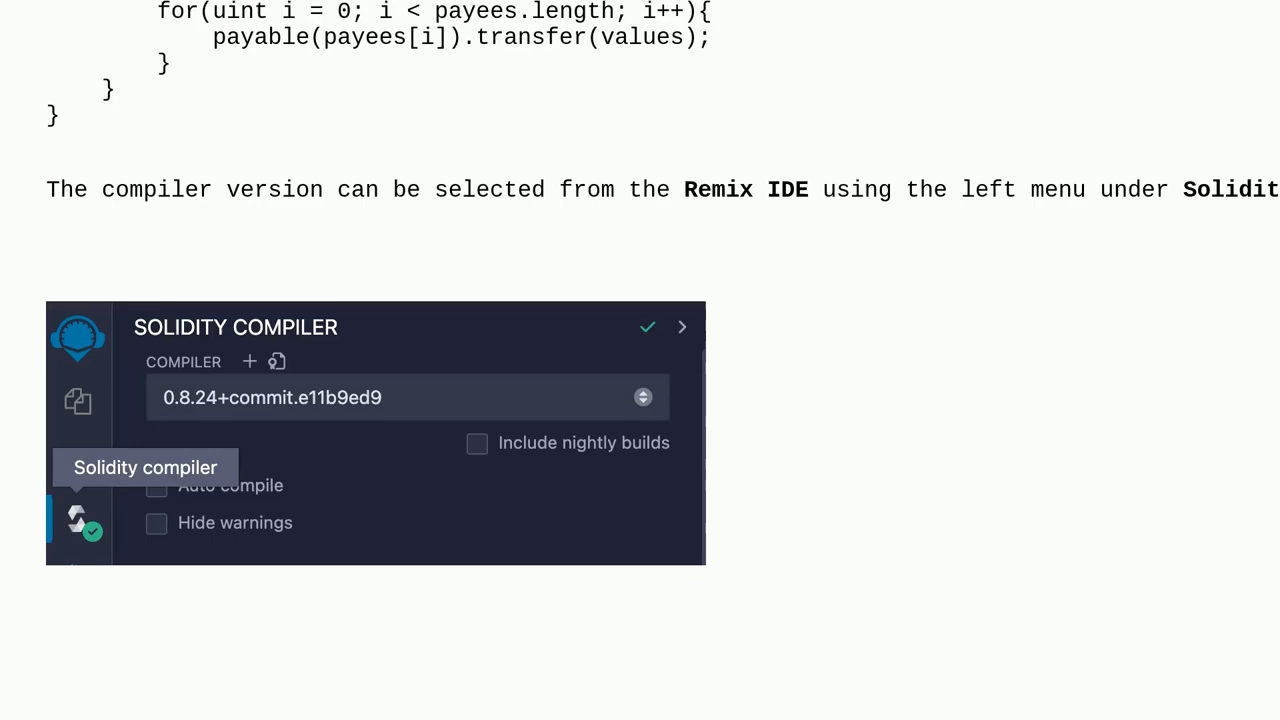 for(uint i = 0; i < payees.length; i++){
payable(payees[i]).transfer(values);
}
}
}
The compiler version can be selected from the Remix IDE using the left menu under Solidit
SOLIDITY COMPILER
COMPILER
0.8.24+commit.e11b9ed9
Include nightly builds
Solidity compiler
Auto compile
Hide warnings